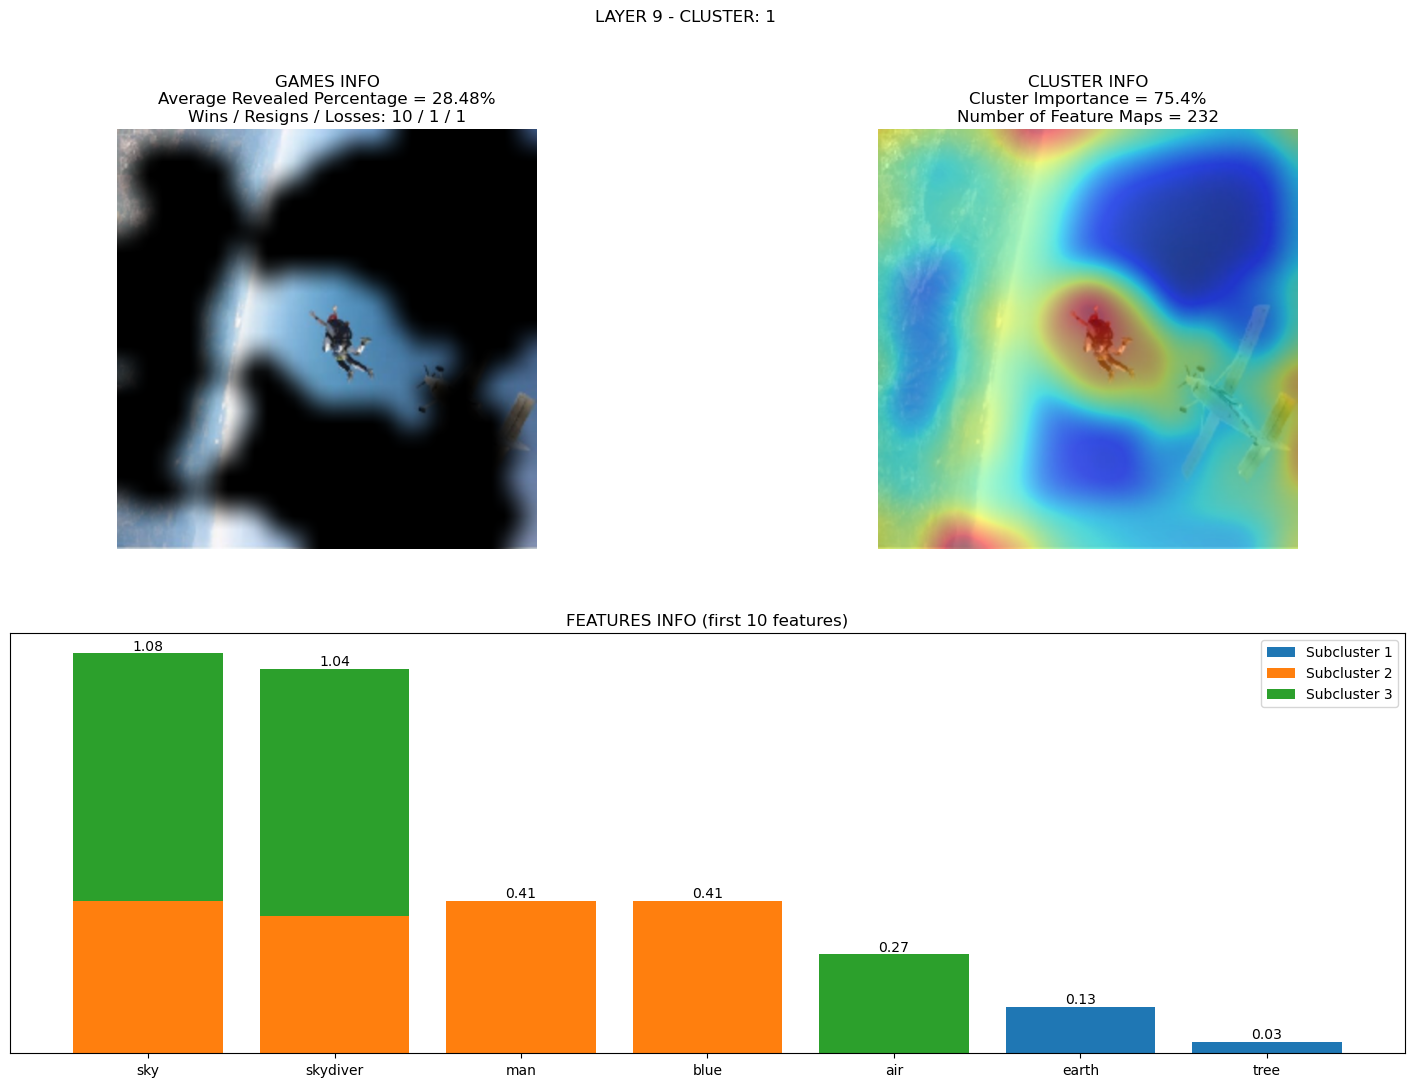 LAYER 9 - CLUSTER: 1
GAMES INFO
Average Revealed Percentage = 28.48%
Wins / Resigns / Losses: 10 / 1 / 1
CLUSTER INFO
Cluster Importance = 75.4%
Number of Feature Maps = 232
FEATURES INFO (first 10 features)
Subcluster 1
Subcluster 2
Subcluster 3
1.08
1.04
0.41
0.41
0.27
0.13
0.03
sky
skydiver
man
blue
air
earth
tree